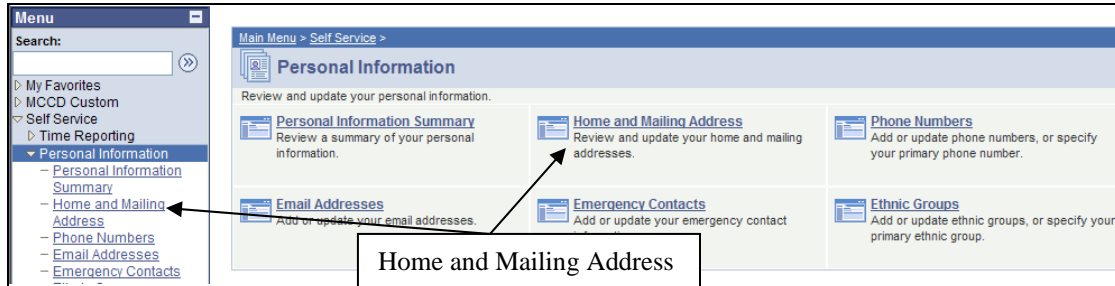 Menu
Search:
My Favorites
MCCD Custom
Self Service
Time Reporting
Personal Information
Personal Information
Summary
Home and Mailing
Address
Phone Numbers
Email Addresses
Emergency Contacts
Main Menu > Self Service >
Personal Information
Review and update your personal information.
Personal Information Summary
Review a summary of your personal
information.
Home and Mailing Address
Review and update your home and mailing
addresses.
Phone Numbers
Add or update phone numbers, or specify
your primary phone number.
Email Addresses
Add or update your email addresses.
Emergency Contacts
Add or update your emergency contact
Ethnic Groups
Add or update ethnic groups, or specify your
primary ethnic group.
Home and Mailing Address